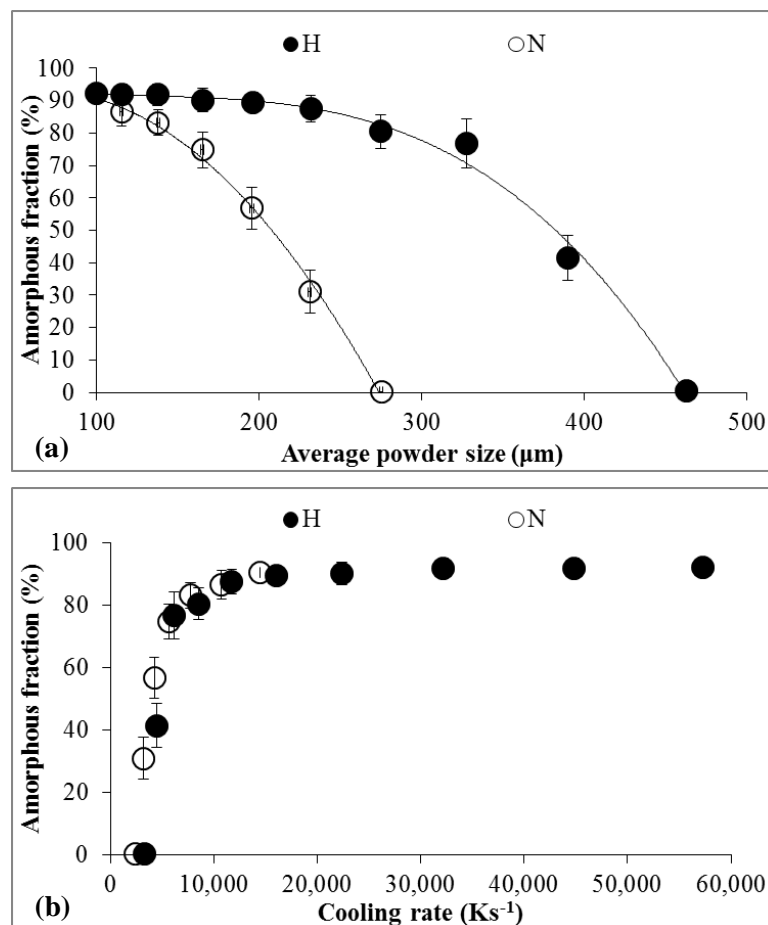 H N
100
90
80
70
60
50
40
30
20
10
0
Amorphous fraction (%)
100 200 300 400 500
(a) Average powder size (µm)
H N
100
80
60
40
20
0
Amorphous fraction (%)
0 10,000 20,000 30,000 40,000 50,000 60,000
(b) Cooling rate (Ks-1)